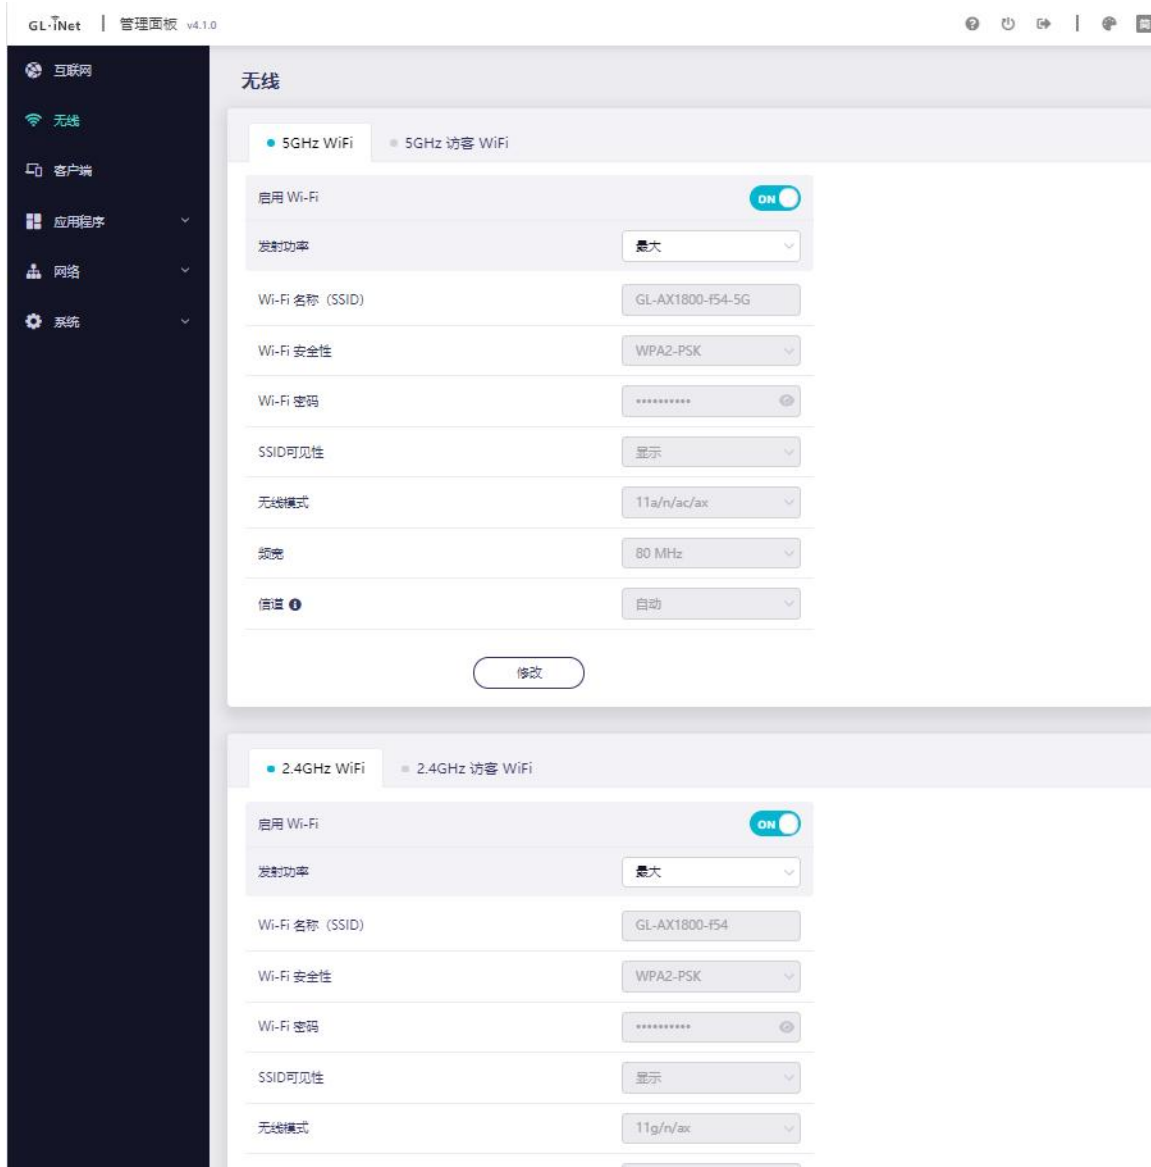 GL·iNet | 管理面板 v4.1.0
简
互联网
无线
客户端
应用程序
网络
系统
无线
5GHz WiFi 5GHz 访客 WiFi
启用 Wi-Fi ON
发射功率 最大
Wi-Fi 名称（SSID） GL-AX1800-f54-5G
Wi-Fi 安全性 WPA2-PSK
Wi-Fi 密码 ••••••••••
SSID可见性 显示
无线模式 11a/n/ac/ax
频宽 80 MHz
信道 自动
修改
2.4GHz WiFi 2.4GHz 访客 WiFi
启用 Wi-Fi ON
发射功率 最大
Wi-Fi 名称（SSID） GL-AX1800-f54
Wi-Fi 安全性 WPA2-PSK
Wi-Fi 密码 ••••••••••
SSID可见性 显示
无线模式 11g/n/ax